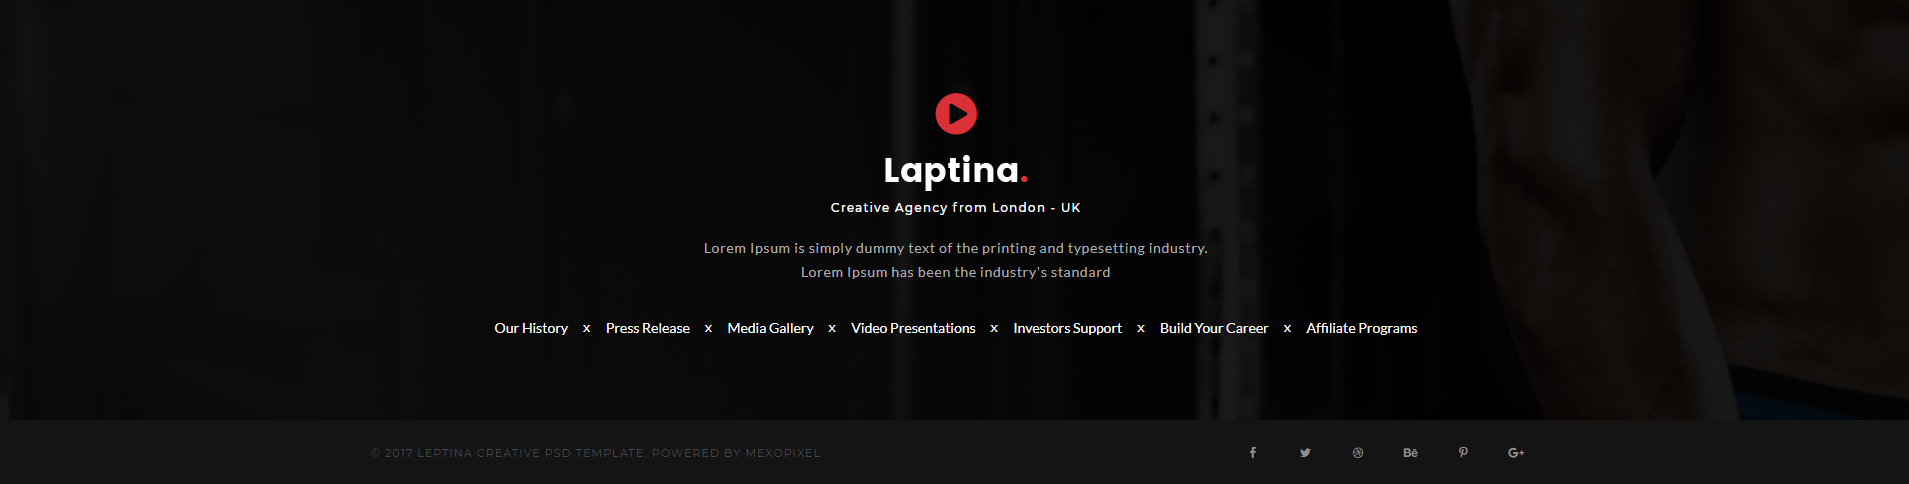 Laptina.
Creative Agency from London - UK
Lorem Ipsum is simply dummy text of the printing and typesetting industry.
Lorem Ipsum has been the industry's standard
Our History x Press Release x Media Gallery x Video Presentations x Investors Support x Build Your Career x Affiliate Programs
© 2017 LEPTINA CREATIVE PSD TEMPLATE. POWERED BY MEXOPIXEL